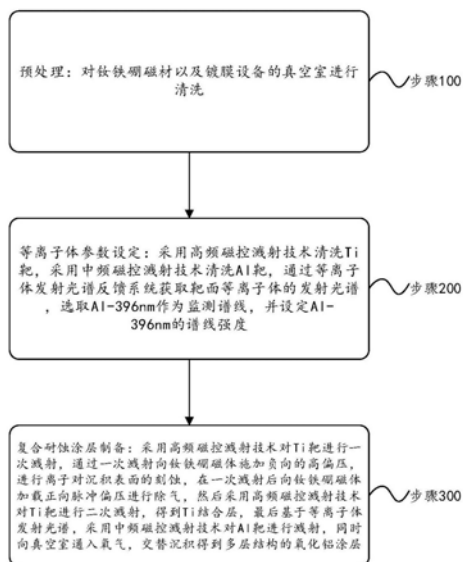 预处理：对钕铁硼磁材以及镀膜设备的真空室进行
清洗
步骤100
等离子体参数设定：采用高频磁控溅射技术清洗Ti
靶，采用中频磁控溅射技术清洗Al靶，通过等离子
体发射光谱反馈系统获取靶面等离子体的发射光谱
，选取Al-396nm作为监测谱线，并设定Al-
396nm的谱线强度
步骤200
复合耐蚀涂层制备：采用高频磁控溅射技术对Ti靶进行一
次溅射，通过一次溅射向钕铁硼磁体施加负向的高偏压，
进行离子对沉积表面的刻蚀，在一次溅射后向钕铁硼磁体
加载正向脉冲偏压进行除气，然后采用高频磁控溅射技术
对Ti靶进行二次溅射，得到Ti结合层，最后基于等离子体
发射光谱，采用中频磁控溅射技术对Al靶进行溅射，同时
向真空室通入氧气，交替沉积得到多层结构的氧化铝涂层
步骤300